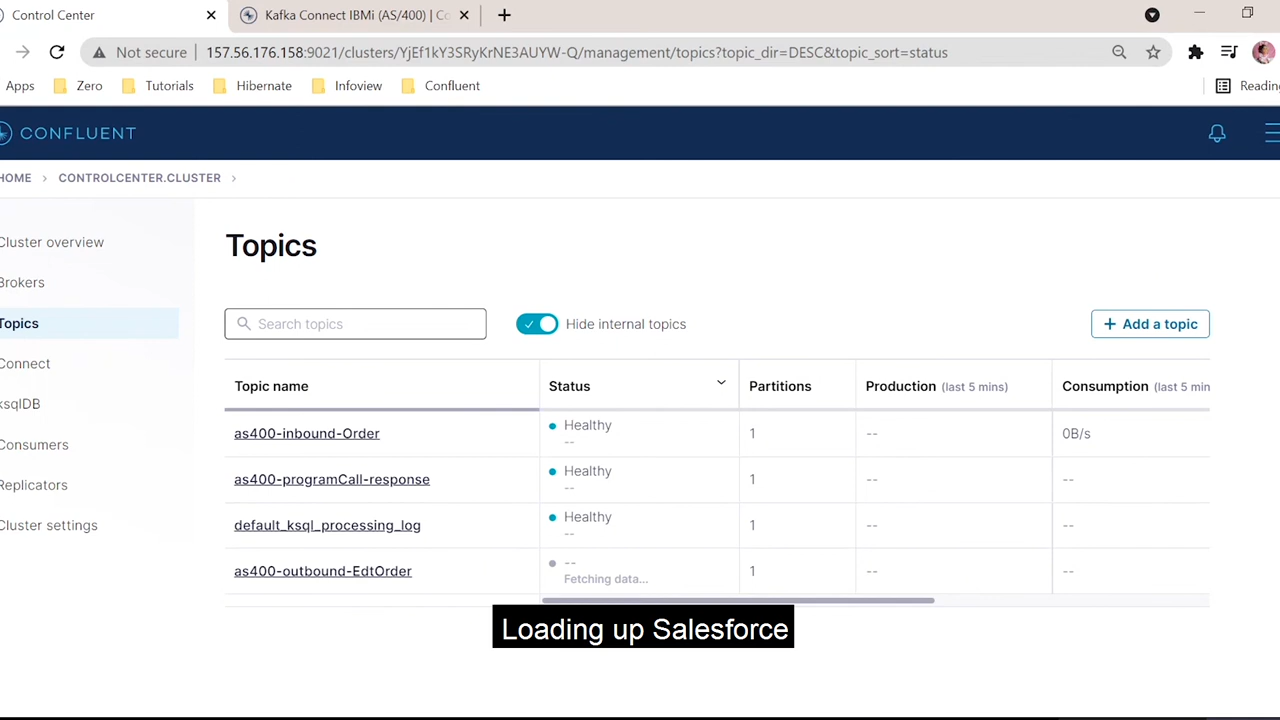 Control Center
Kafka Connect IBMi (AS/400) | Co
Not secure
157.56.176.158:9021/clusters/YjEf1kY3SRyKrNE3AUYW-Q/management/topics?topic_dir=DESC&topic_sort=status
Apps
Zero
Tutorials
Hibernate
Infoview
Confluent
Reading
CONFLUENT
HOME > CONTROLCENTER.CLUSTER >
Cluster overview
Brokers
Topics
Connect
ksqlDB
Consumers
Replicators
Cluster settings
Topics
Search topics
Hide internal topics
+ Add a topic
Topic name Status Partitions Production (last 5 mins) Consumption (last 5 min
as400-inbound-Order Healthy -- 1 -- 0B/s
as400-programCall-response Healthy -- 1 -- --
default_ksql_processing_log Healthy -- 1 -- --
as400-outbound-EdtOrder -- Fetching data... 1 -- --
Loading up Salesforce